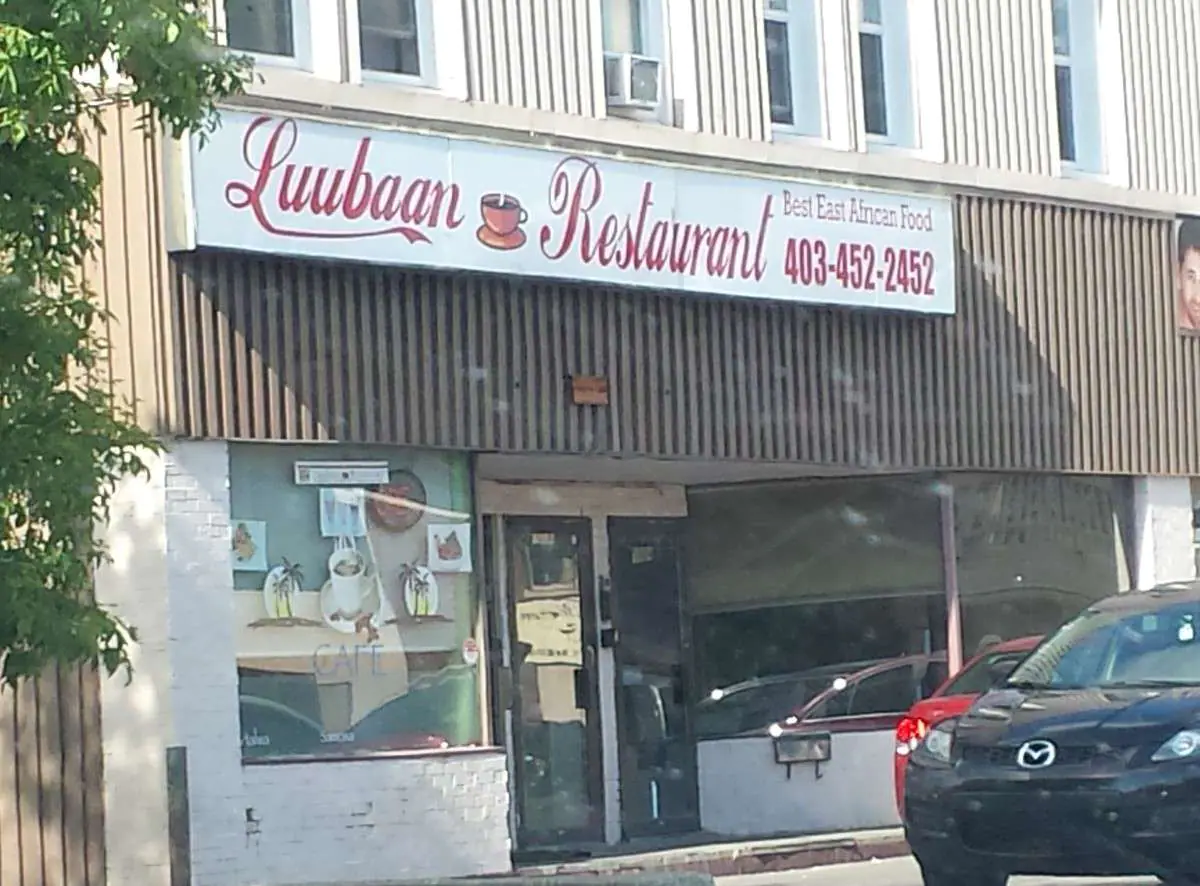 Luubaan Restaurant
Best East African Food
403-452-2452
CAFE